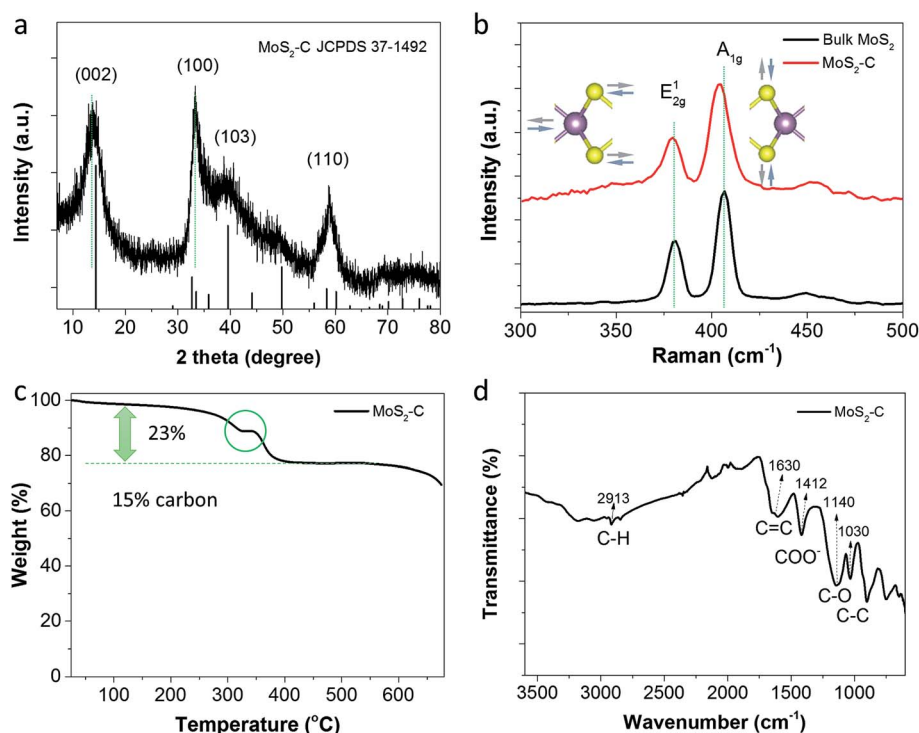 a
MoS₂-C JCPDS 37-1492
(002)
(100)
(103)
(110)
Intensity (a.u.)
10 20 30 40 50 60 70 80
2 theta (degree)
b
Bulk MoS₂
MoS₂-C
E¹₂g
A₁g
Intensity (a.u.)
300 350 400 450 500
Raman (cm⁻¹)
c
MoS₂-C
23%
15% carbon
100
80
60
40
20
0
Weight (%)
100 200 300 400 500 600
Temperature (°C)
d
MoS₂-C
2913
C-H
1630
C=C
1412
COO⁻
1140
C-O
1030
C-C
Transmittance (%)
3500 3000 2500 2000 1500 1000
Wavenumber (cm⁻¹)